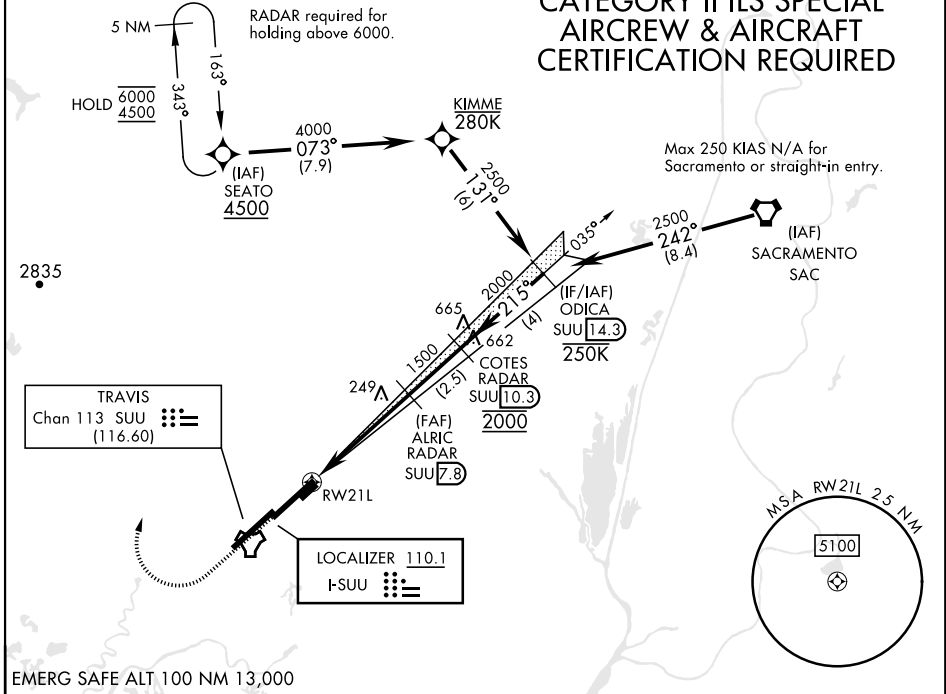 CATEGORY II ILS SPECIAL
AIRCREW & AIRCRAFT
CERTIFICATION REQUIRED
5 NM
RADAR required for
holding above 6000.
163°
343°
HOLD 6000
4500
(IAF)
SEATO
4500
4000
073°
(7.9)
KIMME
280K
2500
131°
(6)
Max 250 KIAS N/A for
Sacramento or straight-in entry.
2500
242°
(8.4)
(IAF)
SACRAMENTO
SAC
035°
2835
2000
215°
(4)
(IF/IAF)
ODICA
SUU 14.3
250K
665
662
1500
(2.5)
COTES
RADAR
SUU 10.3
2000
249
(FAF)
ALRIC
RADAR
SUU 7.8
TRAVIS
Chan 113 SUU
(116.60)
RW21L
LOCALIZER 110.1
I-SUU
MSA RW21L 25 NM
5100
EMERG SAFE ALT 100 NM 13,000